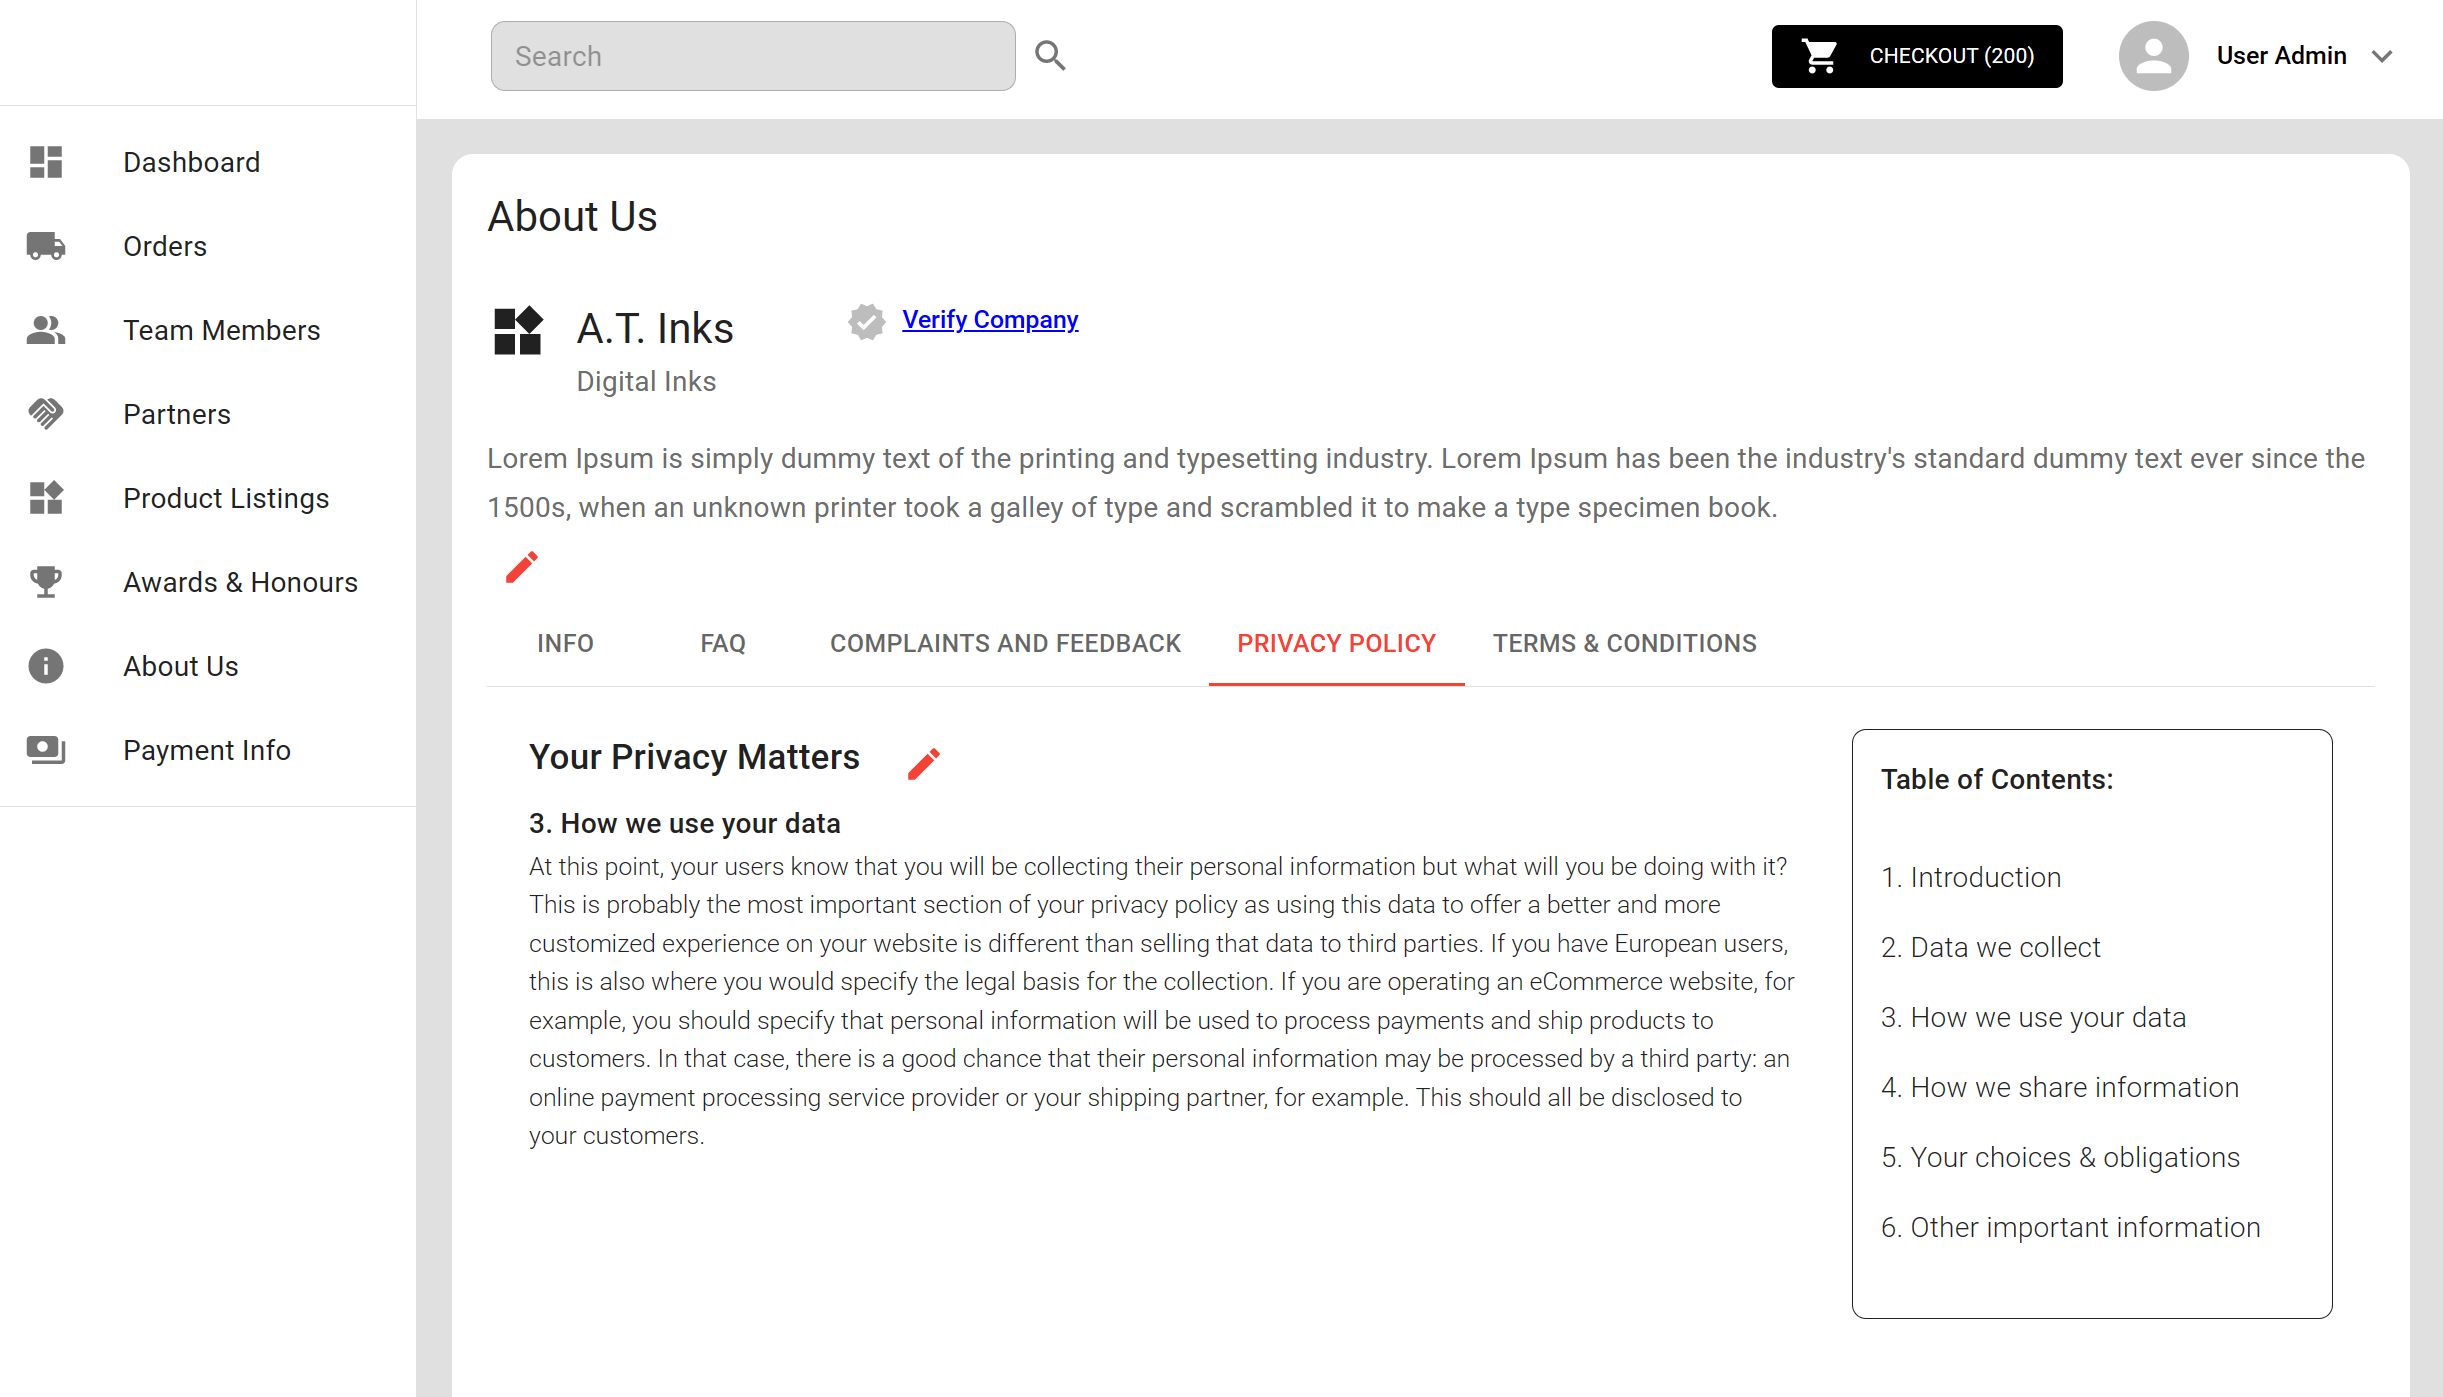 Search
CHECKOUT (200)
User Admin
Dashboard
Orders
Team Members
Partners
Product Listings
Awards & Honours
About Us
Payment Info
About Us
A.T. Inks
Verify Company
Digital Inks
Lorem Ipsum is simply dummy text of the printing and typesetting industry. Lorem Ipsum has been the industry's standard dummy text ever since the
1500s, when an unknown printer took a galley of type and scrambled it to make a type specimen book.
INFO
FAQ
COMPLAINTS AND FEEDBACK
PRIVACY POLICY
TERMS & CONDITIONS
Your Privacy Matters
3. How we use your data
At this point, your users know that you will be collecting their personal information but what will you be doing with it?
This is probably the most important section of your privacy policy as using this data to offer a better and more
customized experience on your website is different than selling that data to third parties. If you have European users,
this is also where you would specify the legal basis for the collection. If you are operating an eCommerce website, for
example, you should specify that personal information will be used to process payments and ship products to
customers. In that case, there is a good chance that their personal information may be processed by a third party: an
online payment processing service provider or your shipping partner, for example. This should all be disclosed to
your customers.
Table of Contents:
1. Introduction
2. Data we collect
3. How we use your data
4. How we share information
5. Your choices & obligations
6. Other important information